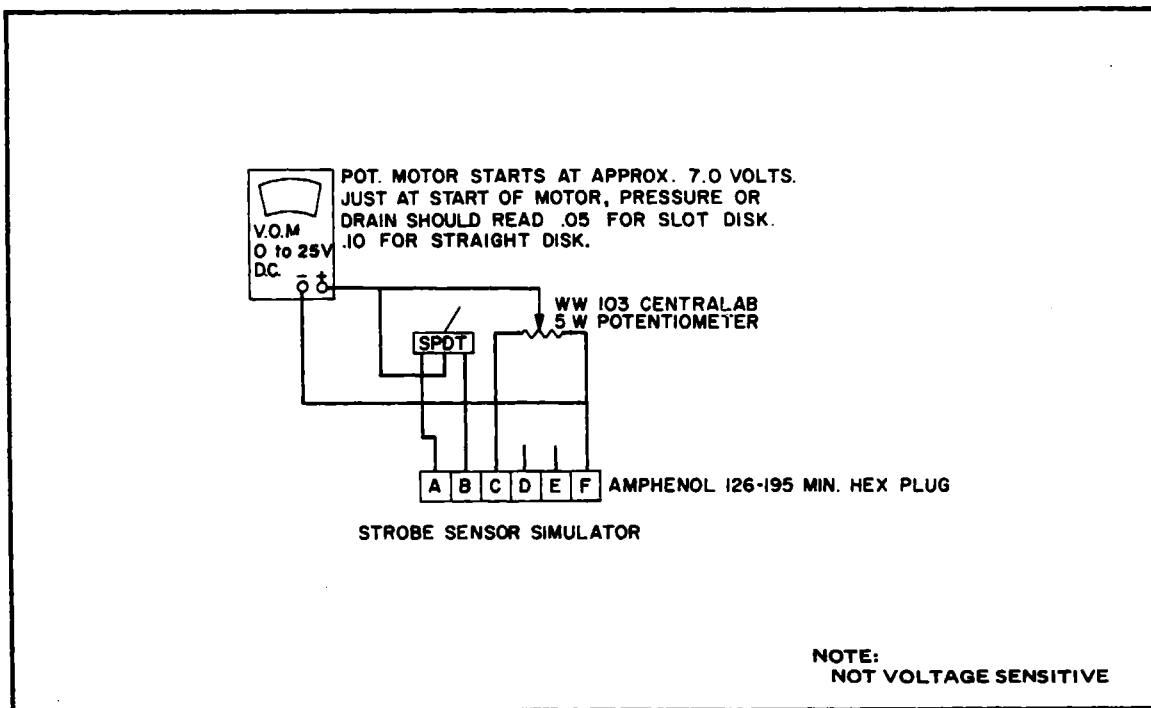 POT. MOTOR STARTS AT APPROX. 7.0 VOLTS.
JUST AT START OF MOTOR, PRESSURE OR
DRAIN SHOULD READ .05 FOR SLOT DISK.
.10 FOR STRAIGHT DISK.
V.O.M
0 to 25V
D.C.
- +
WW 103 CENTRALAB
5 W POTENTIOMETER
SPDT
A B C D E F
AMPHENOL 126-195 MIN. HEX PLUG
STROBE SENSOR SIMULATOR
NOTE:
NOT VOLTAGE SENSITIVE